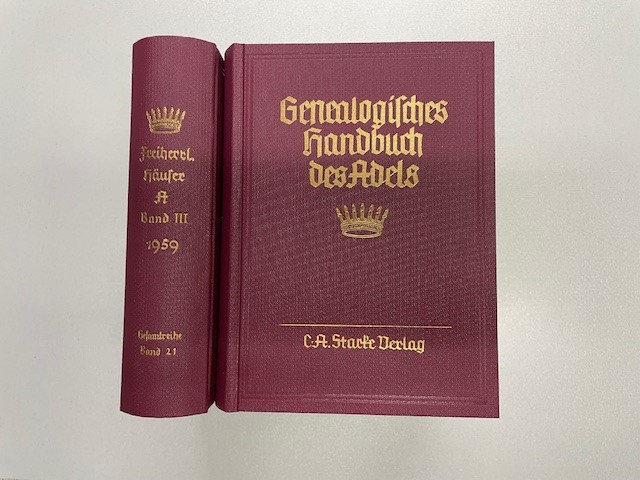 Freiherrl.
Häuser
A
Band III
1959
Gesamtreihe
Band 21
Genealogisches
Handbuch
des Adels
C.A. Starke Verlag